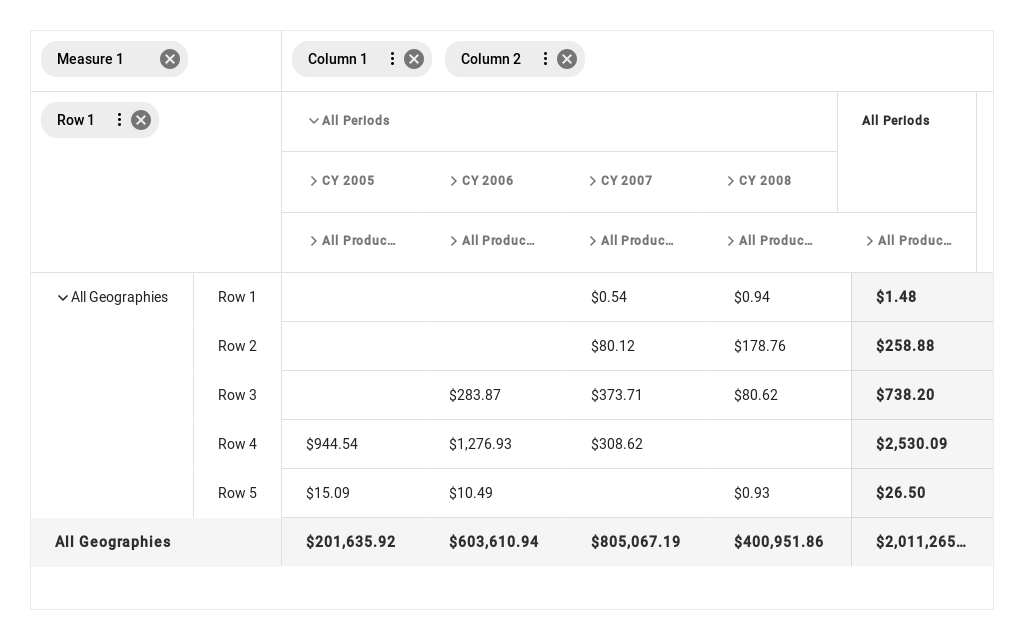 Measure 1 Column 1 Column 2
Row 1 All Periods All Periods
CY 2005 CY 2006 CY 2007 CY 2008
All Produc… All Produc… All Produc… All Produc… All Produc…
All Geographies Row 1 $0.54 $0.94 $1.48
Row 2 $80.12 $178.76 $258.88
Row 3 $283.87 $373.71 $80.62 $738.20
Row 4 $944.54 $1,276.93 $308.62 $2,530.09
Row 5 $15.09 $10.49 $0.93 $26.50
All Geographies $201,635.92 $603,610.94 $805,067.19 $400,951.86 $2,011,265…